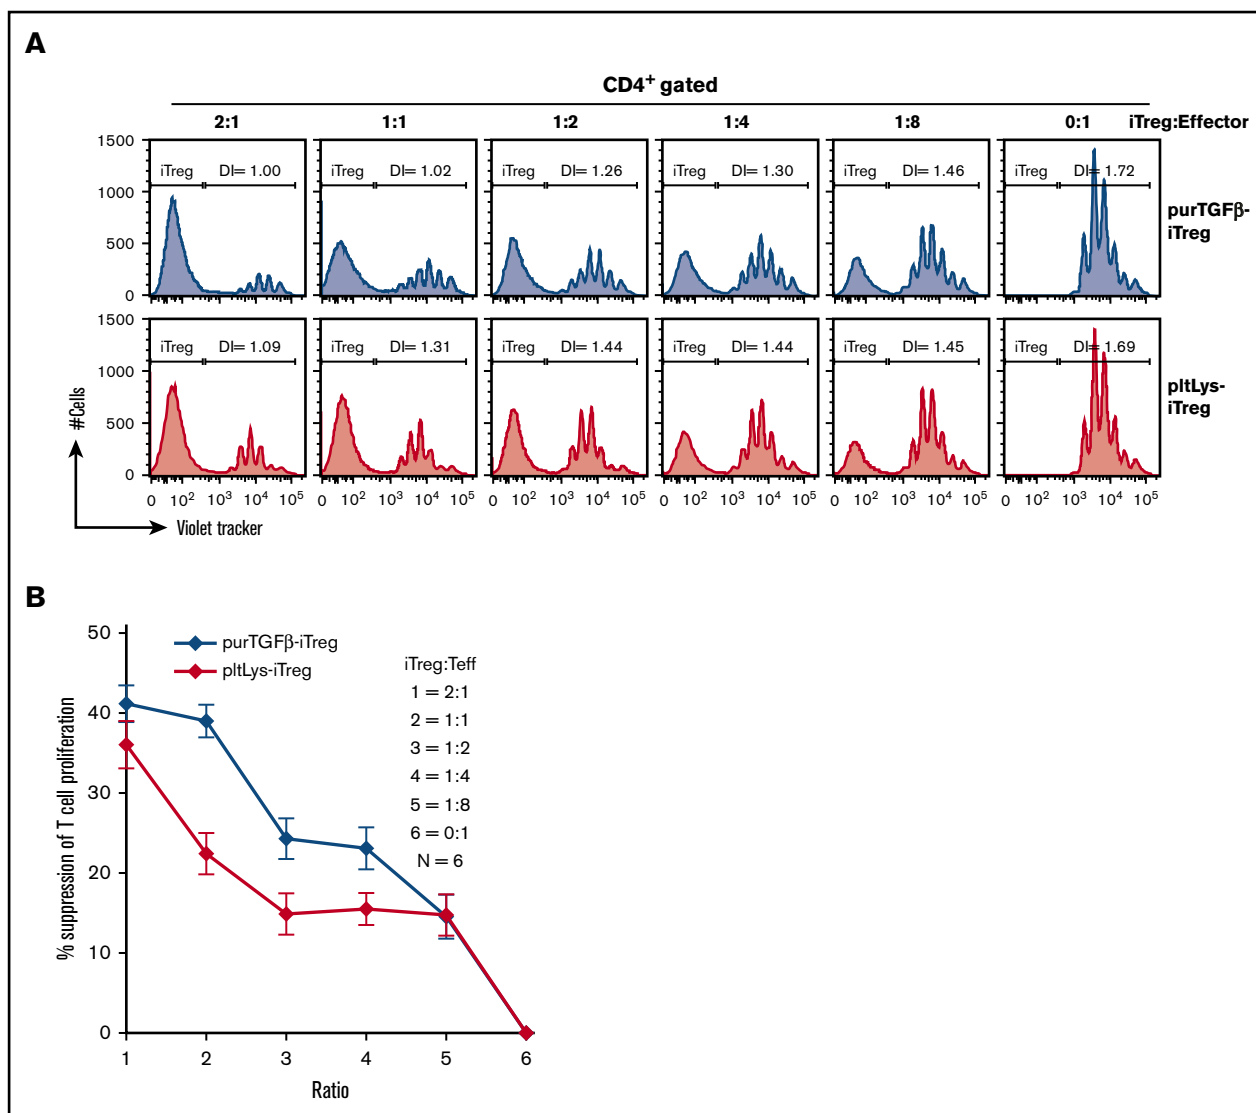 A
CD4+ gated
2:1 1:1 1:2 1:4 1:8 0:1 iTreg:Effector
1500
1000
500
0
iTreg DI= 1.00
iTreg DI= 1.02
iTreg DI= 1.26
iTreg DI= 1.30
iTreg DI= 1.46
iTreg DI= 1.72
purTGFβ-
iTreg
1500
1000
500
0
iTreg DI= 1.09
iTreg DI= 1.31
iTreg DI= 1.44
iTreg DI= 1.44
iTreg DI= 1.45
iTreg DI= 1.69
pltLys-
iTreg
0 10² 10³ 10⁴ 10⁵
0 10² 10³ 10⁴ 10⁵
0 10² 10³ 10⁴ 10⁵
0 10² 10³ 10⁴ 10⁵
0 10² 10³ 10⁴ 10⁵
0 10² 10³ 10⁴ 10⁵
#Cells
Violet tracker
B
50
40
30
20
10
0
% suppression of T cell proliferation
purTGFβ-iTreg
pltLys-iTreg
iTreg:Teff
1 = 2:1
2 = 1:1
3 = 1:2
4 = 1:4
5 = 1:8
6 = 0:1
N = 6
1 2 3 4 5 6
Ratio